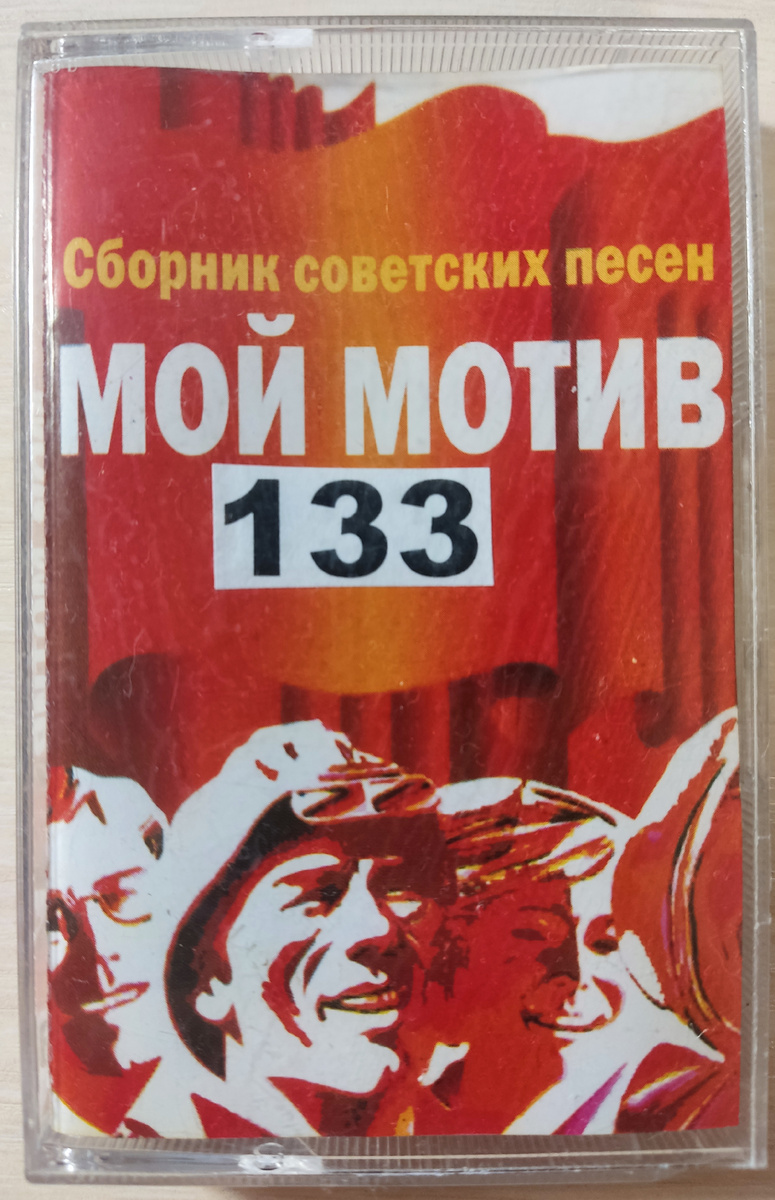 Сборник советских песен
МОЙ МОТИВ
133